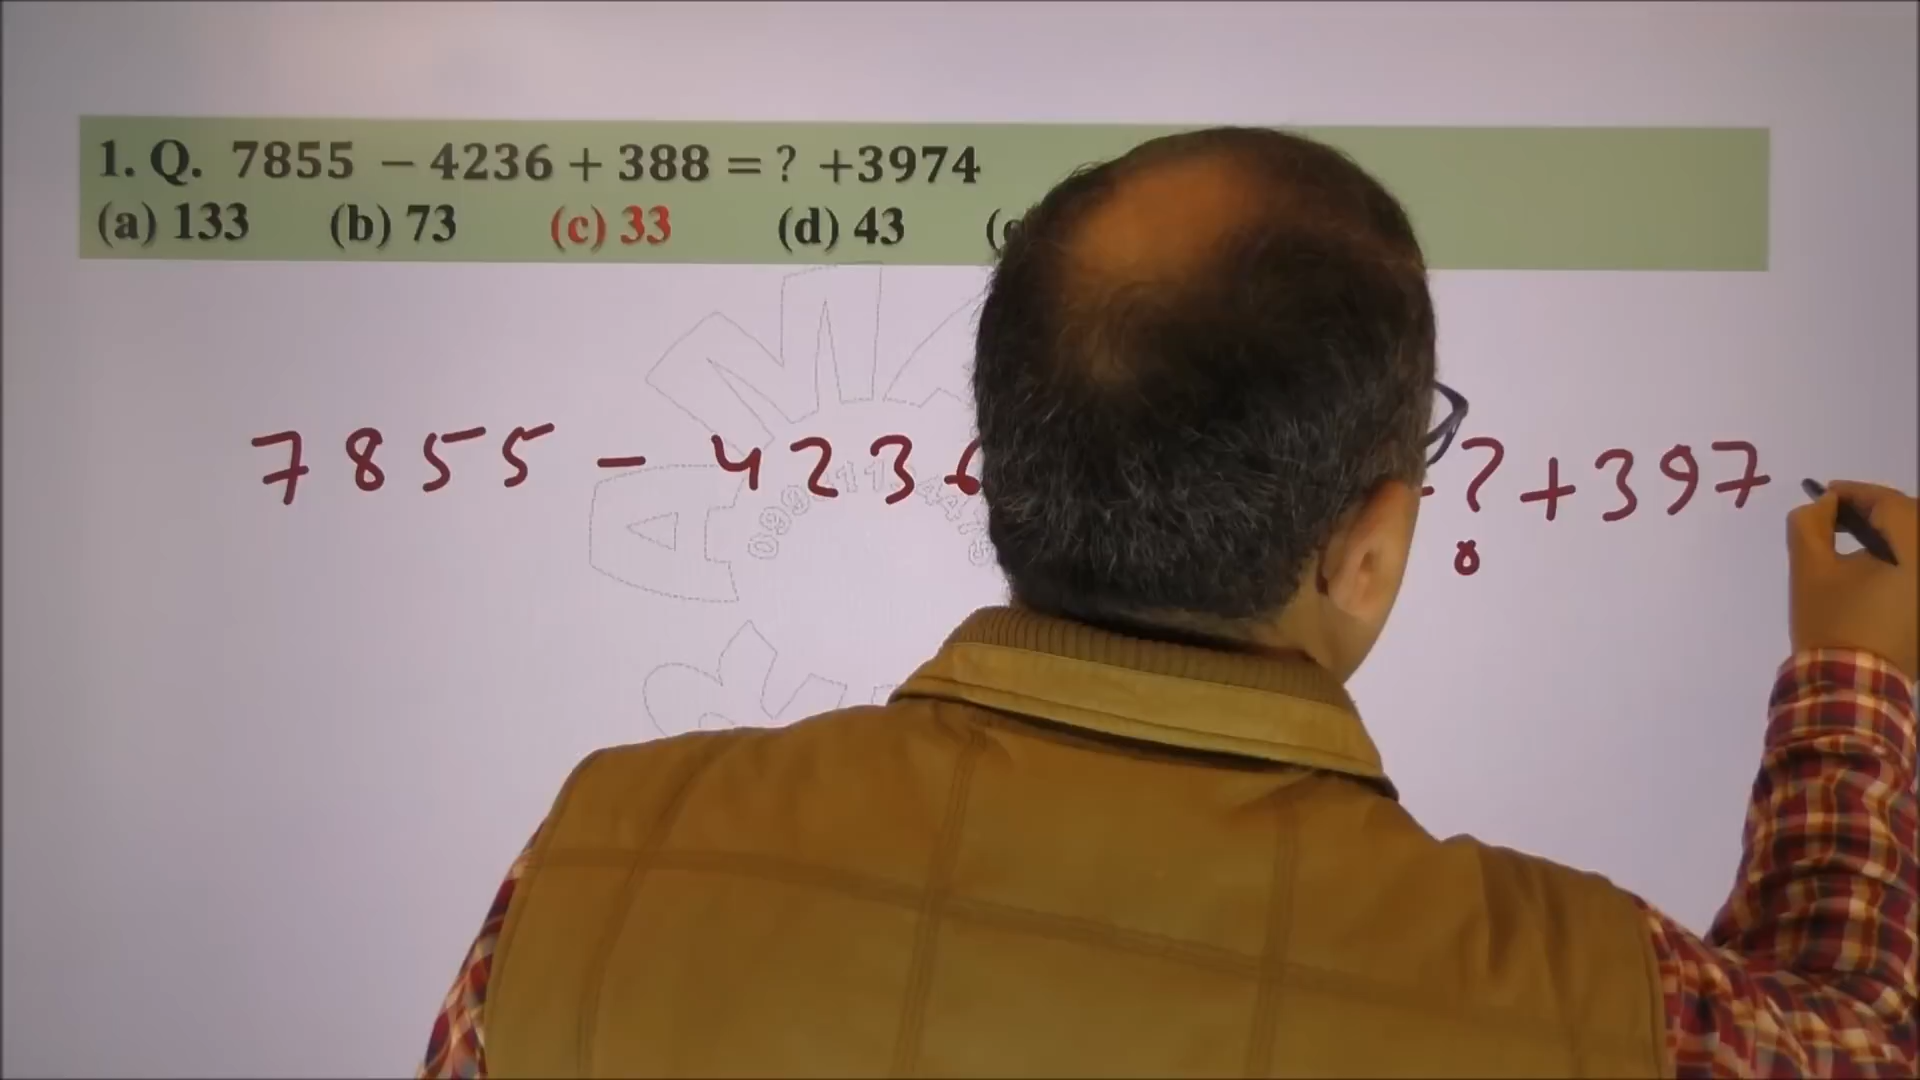 1. Q. 7855 − 4236 + 388 = ? +3974
(a) 133 (b) 73 (c) 33 (d) 43
7855 − 4236 ? + 397